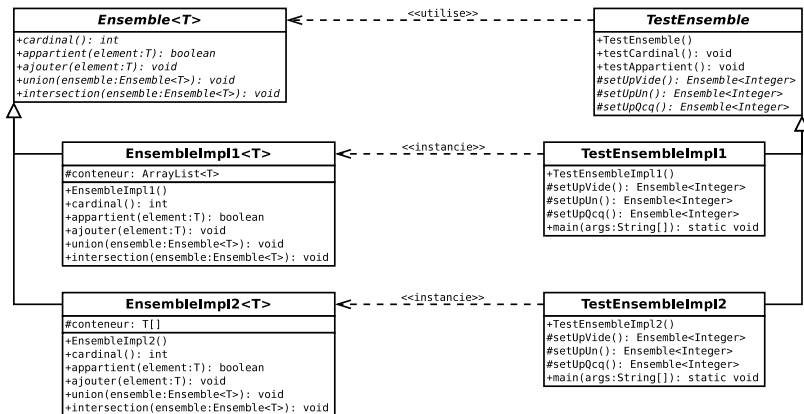 Ensemble<T>
+cardinal(): int
+appartient(element:T): boolean
+ajouter(element:T): void
+union(ensemble:Ensemble<T>): void
+intersection(ensemble:Ensemble<T>): void
<<utilise>>
TestEnsemble
+TestEnsemble()
+testCardinal(): void
+testAppartient(): void
#setUpVide(): Ensemble<Integer>
#setUpUn(): Ensemble<Integer>
#setUpQcq(): Ensemble<Integer>
EnsembleImpl1<T>
#conteneur: ArrayList<T>
+EnsembleImpl1()
+cardinal(): int
+appartient(element:T): boolean
+ajouter(element:T): void
+union(ensemble:Ensemble<T>): void
+intersection(ensemble:Ensemble<T>): void
<<instancie>>
TestEnsembleImpl1
+TestEnsembleImpl1()
#setUpVide(): Ensemble<Integer>
#setUpUn(): Ensemble<Integer>
#setUpQcq(): Ensemble<Integer>
+main(args:String[]): static void
EnsembleImpl2<T>
#conteneur: T[]
+EnsembleImpl2()
+cardinal(): int
+appartient(element:T): boolean
+ajouter(element:T): void
+union(ensemble:Ensemble<T>): void
+intersection(ensemble:Ensemble<T>): void
<<instancie>>
TestEnsembleImpl2
+TestEnsembleImpl2()
#setUpVide(): Ensemble<Integer>
#setUpUn(): Ensemble<Integer>
#setUpQcq(): Ensemble<Integer>
+main(args:String[]): static void